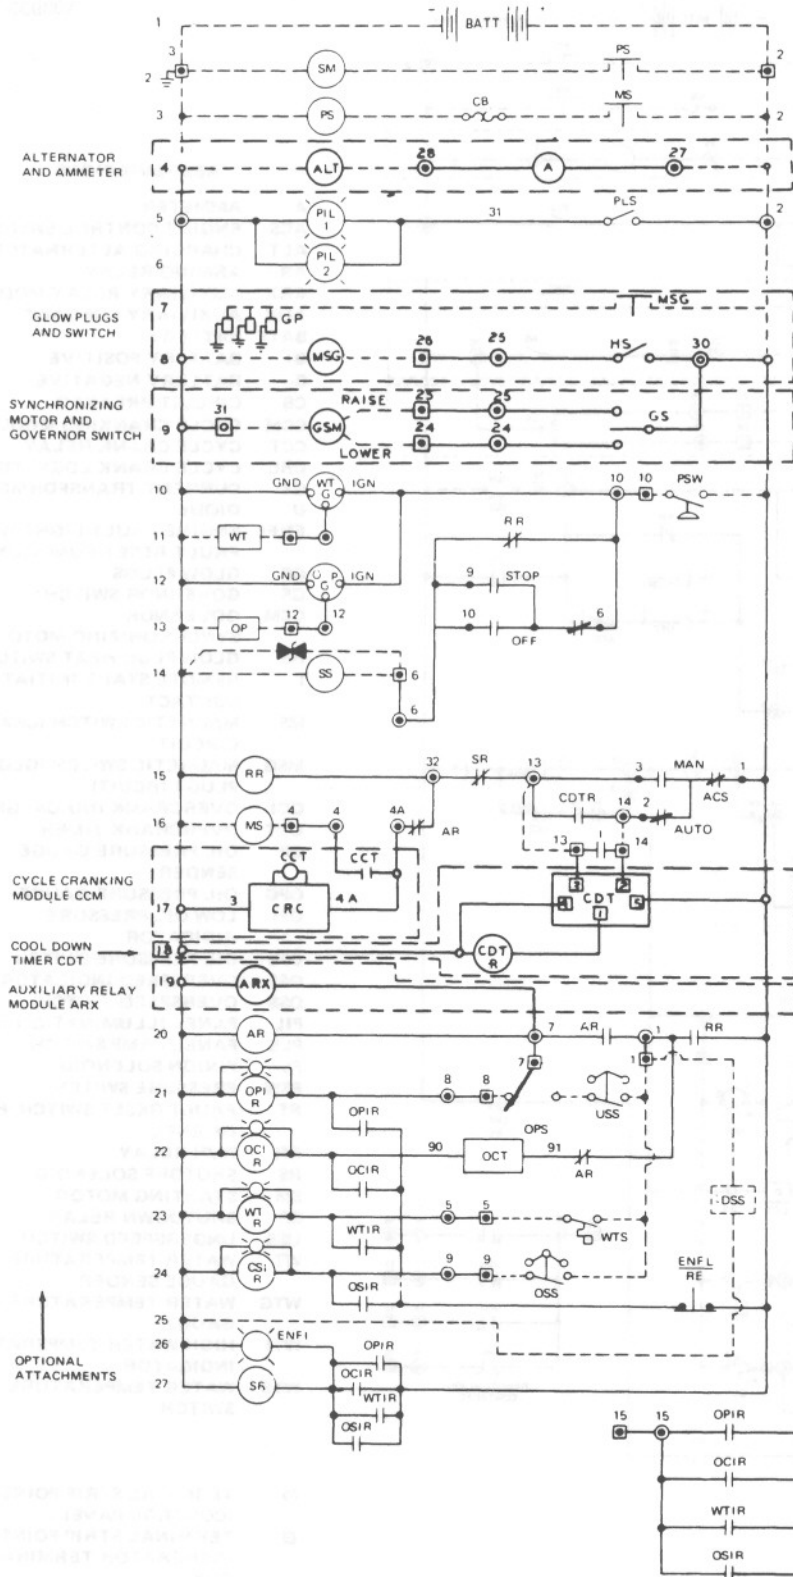 1 BATT
3 PS 2
2 SM
3 PS CB MS 2
ALTERNATOR
AND AMMETER
4 ALT 28 A 27
5 PIL 1 31 PLS 2
6 PIL 2
7 MSG
GLOW PLUGS
AND SWITCH
GP
8 MSG 26 25 HS 30
SYNCHRONIZING
MOTOR AND
GOVERNOR SWITCH
31 RAISE 23 25 GS
9 GSM
LOWER 24 24
10 GND WT G IGN 10 10 PSW
RR
11 WT
9 STOP
12 GND O P G IGN
10 OFF 6
13 OP 12 12
14 SS 6
6
15 RR 32 SR 13 3 MAN 1
ACS
CDTR 14 2 AUTO
16 MS 4 4A AR
13 14
CYCLE CRANKING
MODULE CCM
CCT CCT
17 3 CRC 4A
3 2
4 CDT 5
1
COOL DOWN
TIMER CDT
18 CDT R
AUXILIARY RELAY
MODULE ARX
19 ARX
20 AR 7 AR 1 RR
7 1
21 OPI R 8 8 USS
OPIR
OPS
22 OCI R 90 OCT 91
AR
OCIR
DSS
23 WT R 5 5 WTS
WTIR
24 CSI R 9 9 OSS
ENFL
RE
OSIR
25
26 ENFI OPIR
OPTIONAL
ATTACHMENTS
OCIR
27 SR
WTIR
OSIR
15 15 OPIR
OCIR
WTIR
OSIR